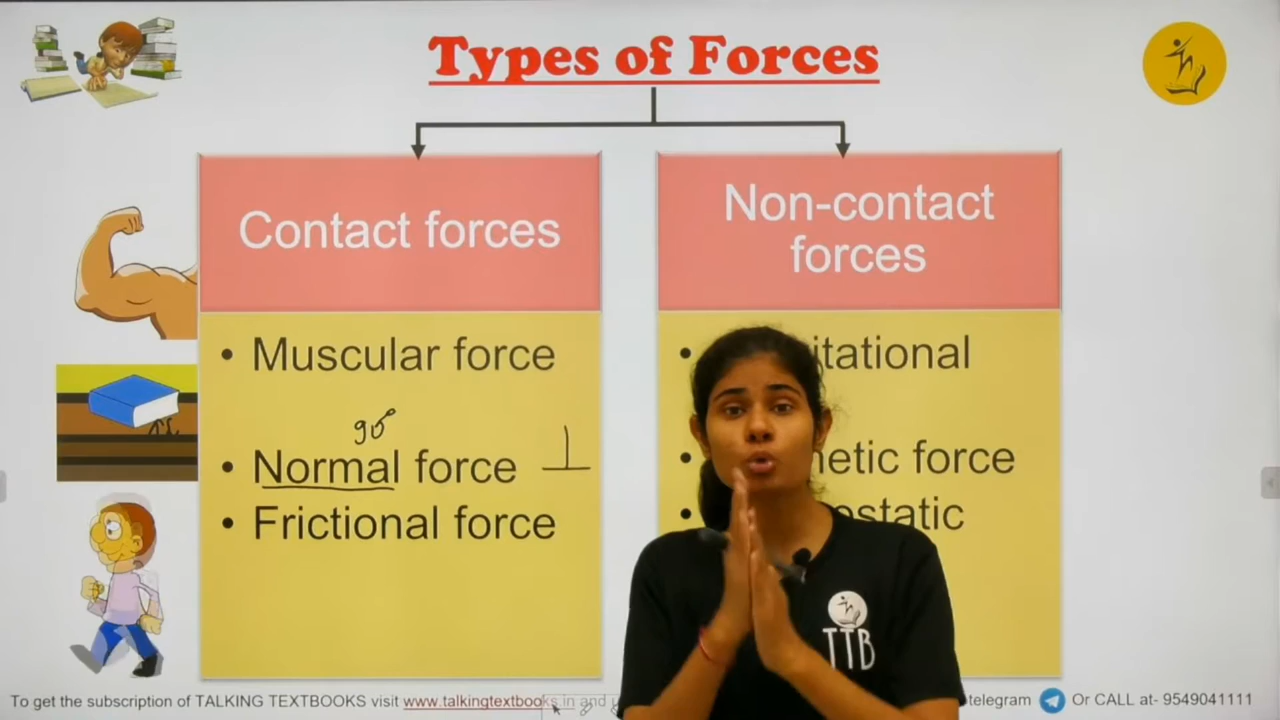 Types of Forces
Contact forces
Non-contact
forces
• Muscular force
90°
• Normal force
• Frictional force
itational
netic force
static
TTB
To get the subscription of TALKING TEXTBOOKS visit www.talkingtextbooks.in and
telegram Or CALL at- 9549041111